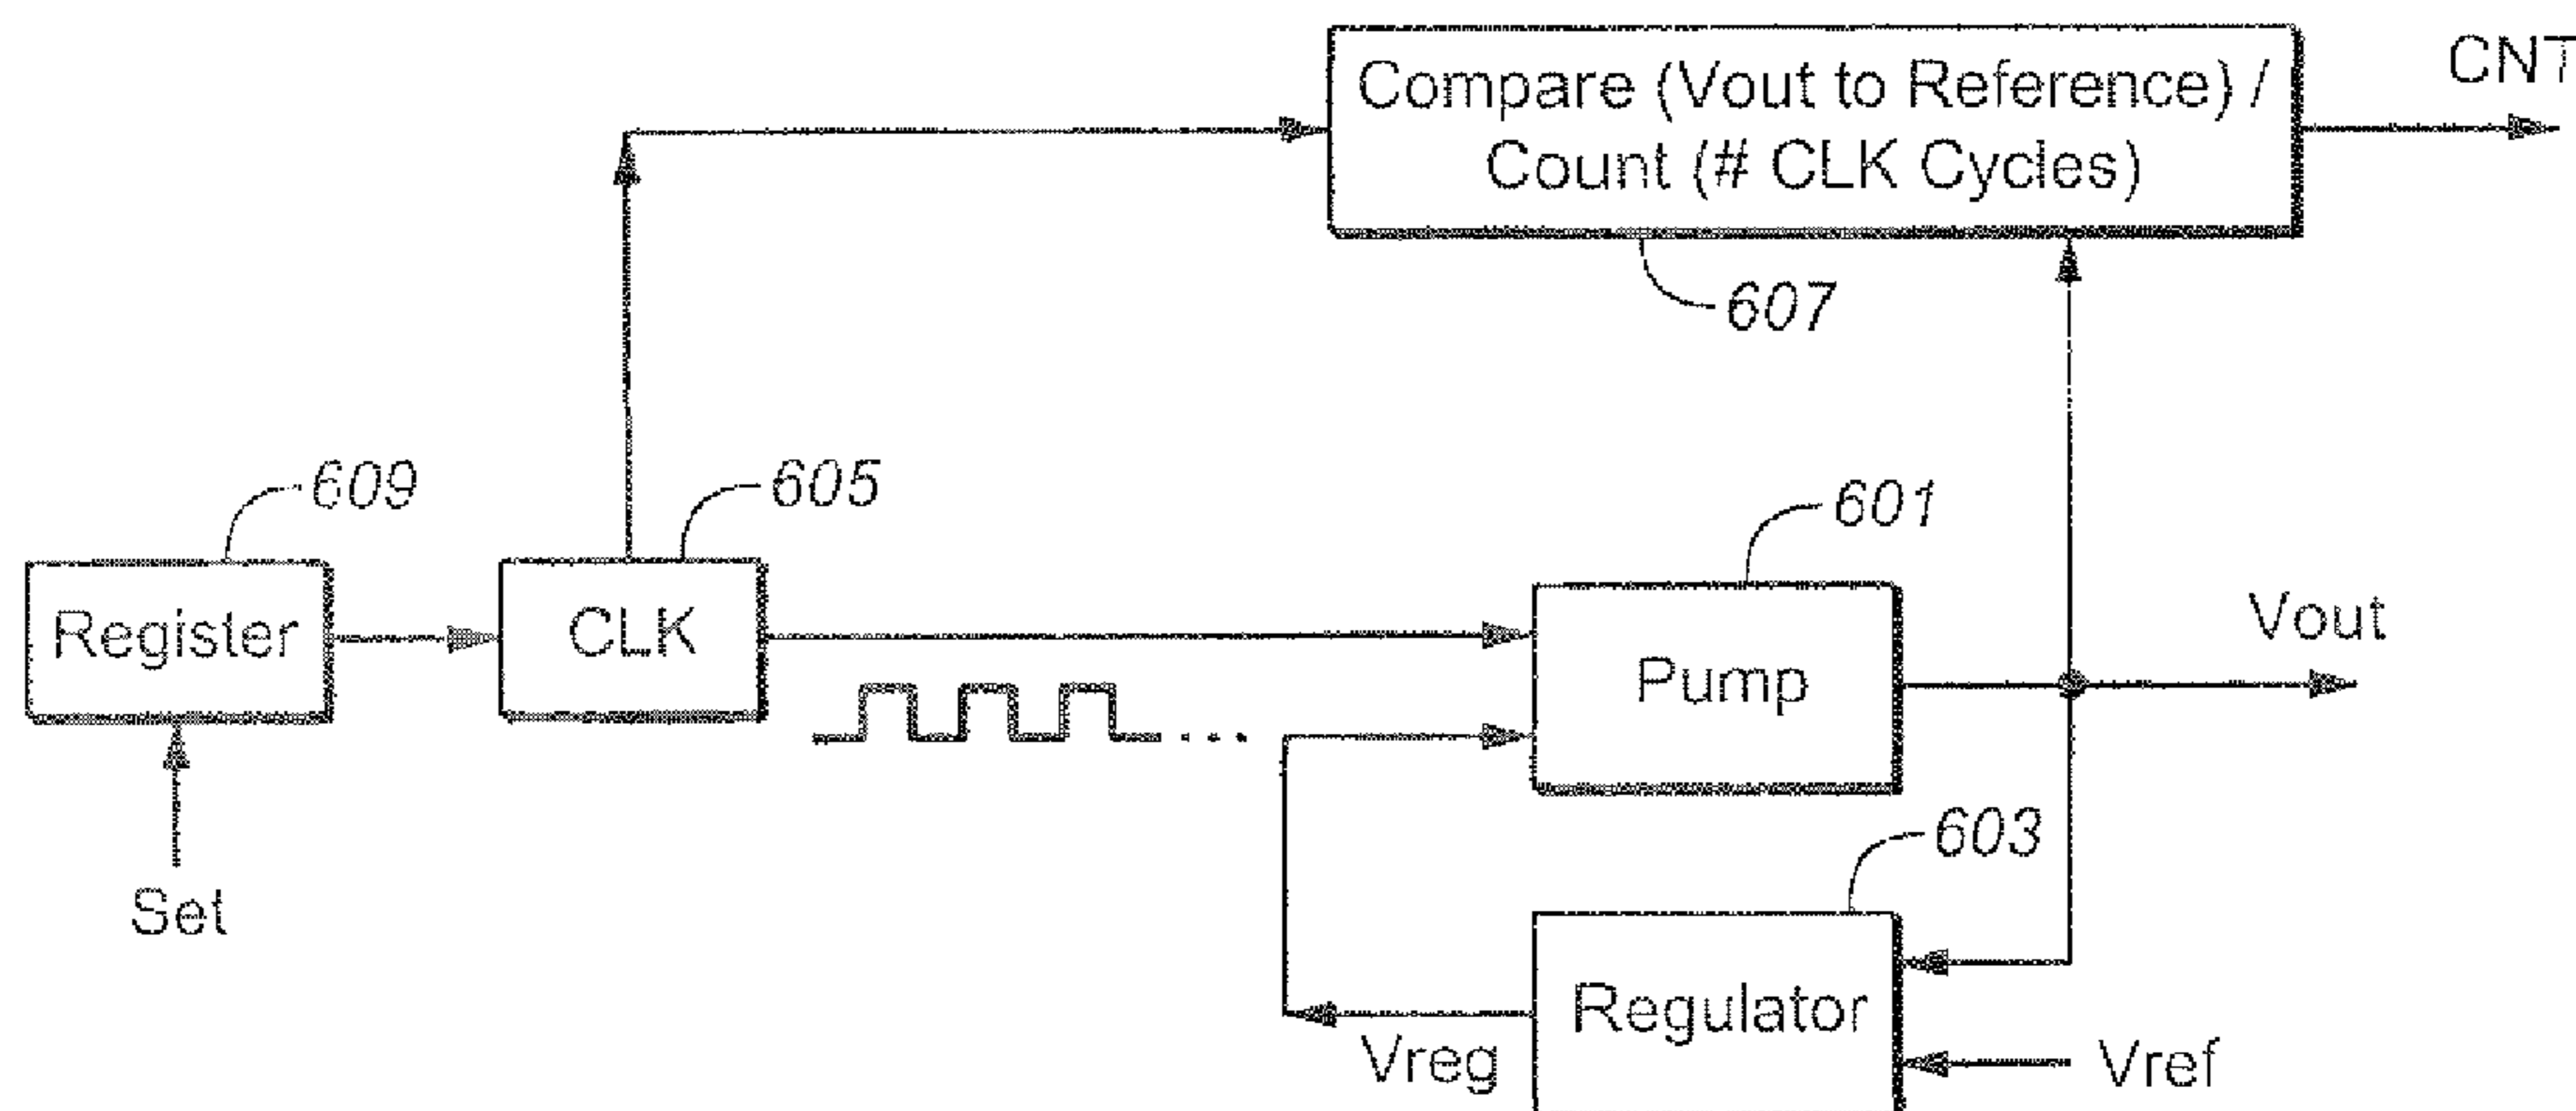 Compare (Vout to Reference) /
Count (# CLK Cycles)
CNT
607
609
605
601
Register
CLK
Pump
Vout
Set
603
Regulator
Vreg
Vref